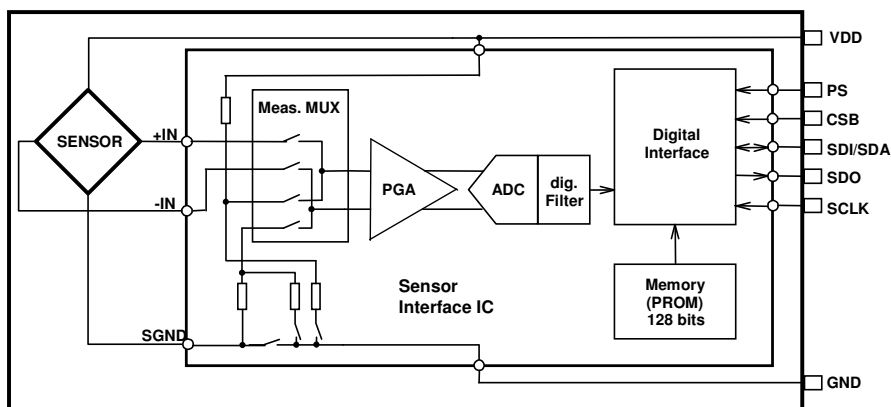 VDD
PS
CSB
SDI/SDA
SDO
SCLK
GND
SENSOR
+IN
-IN
SGND
Meas. MUX
PGA
ADC
dig.
Filter
Digital
Interface
Memory
(PROM)
128 bits
Sensor
Interface IC